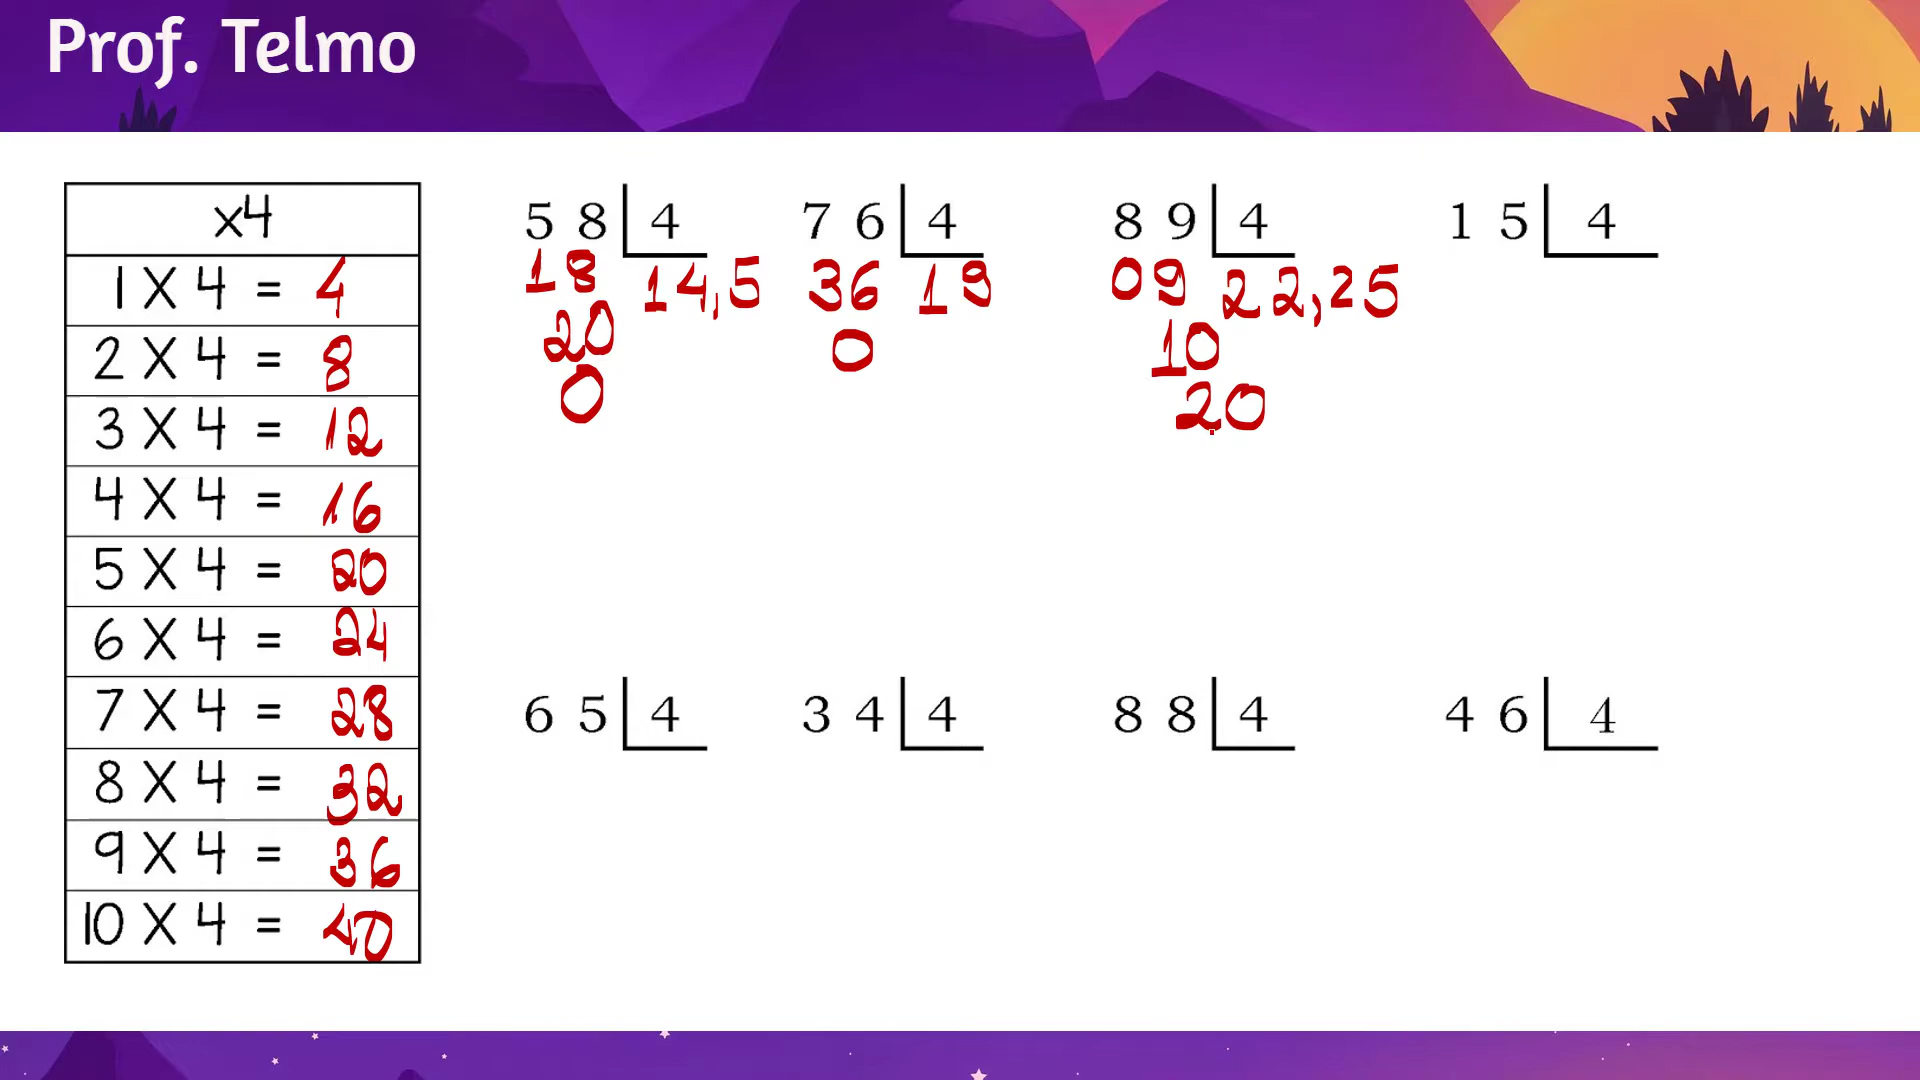 Prof. Telmo
x4
1 X 4 = 4
2 X 4 = 8
3 X 4 = 12
4 X 4 = 16
5 X 4 = 20
6 X 4 = 24
7 X 4 = 28
8 X 4 = 32
9 X 4 = 36
10 X 4 = 40
5 8 4
18 14,5
20
0
7 6 4
36 19
0
8 9 4
09 22,25
10
20
1 5 4
6 5 4
3 4 4
8 8 4
4 6 4